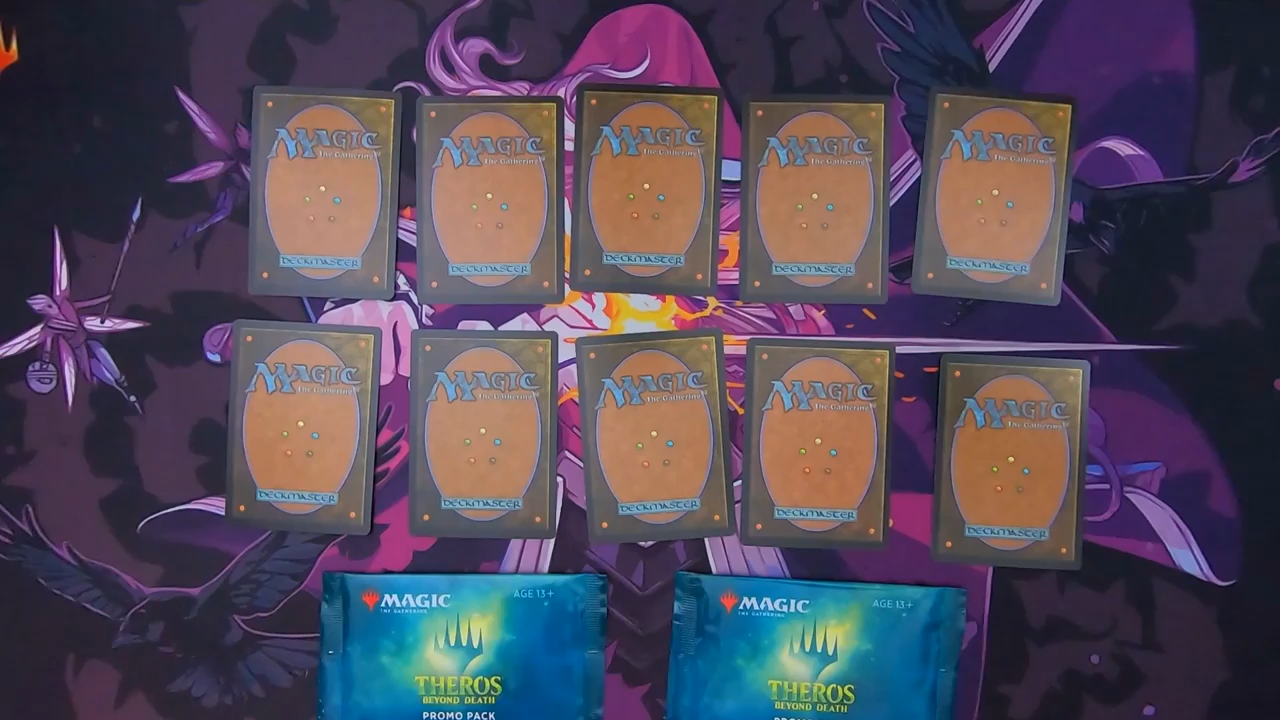 MAGIC
The Gathering
DECKMASTER
MAGIC
The Gathering
DECKMASTER
MAGIC
The Gathering
DECKMASTER
MAGIC
The Gathering
DECKMASTER
MAGIC
The Gathering
DECKMASTER
MAGIC
The Gathering
DECKMASTER
MAGIC
The Gathering
DECKMASTER
MAGIC
The Gathering
DECKMASTER
MAGIC
The Gathering
DECKMASTER
MAGIC
The Gathering
DECKMASTER
MAGIC
THE GATHERING
AGE 13+
THEROS
BEYOND DEATH
PROMO PACK
MAGIC
THE GATHERING
AGE 13+
THEROS
BEYOND DEATH